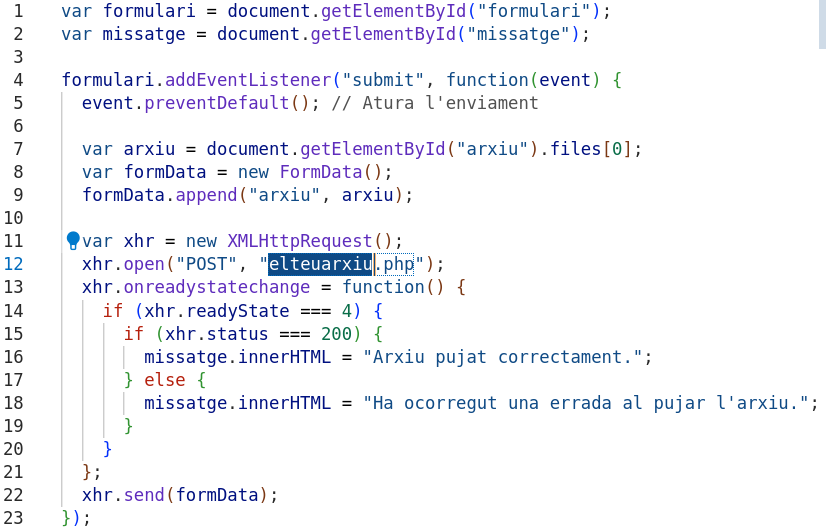 1 var formulari = document.getElementById("formulari");
2 var missatge = document.getElementById("missatge");
3
4 formulari.addEventListener("submit", function(event) {
5 event.preventDefault(); // Atura l'enviament
6
7 var arxiu = document.getElementById("arxiu").files[0];
8 var formData = new FormData();
9 formData.append("arxiu", arxiu);
10
11 var xhr = new XMLHttpRequest();
12 xhr.open("POST", "elteuarxiu.php");
13 xhr.onreadystatechange = function() {
14 if (xhr.readyState === 4) {
15 if (xhr.status === 200) {
16 missatge.innerHTML = "Arxiu pujat correctament.";
17 } else {
18 missatge.innerHTML = "Ha ocorregut una errada al pujar l'arxiu.";
19 }
20 }
21 };
22 xhr.send(formData);
23 });